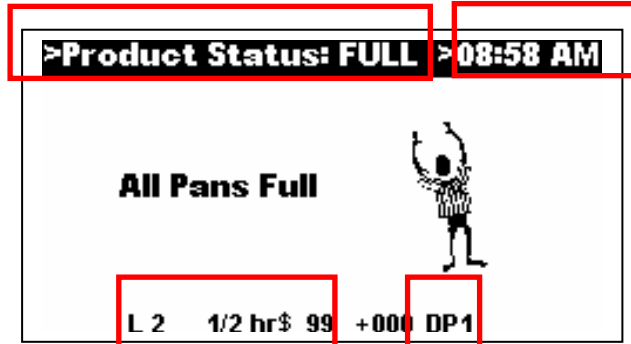 >Product Status: FULL >08:58 AM
All Pans Full
L 2 1/2 hr$ 99 +000 DP1